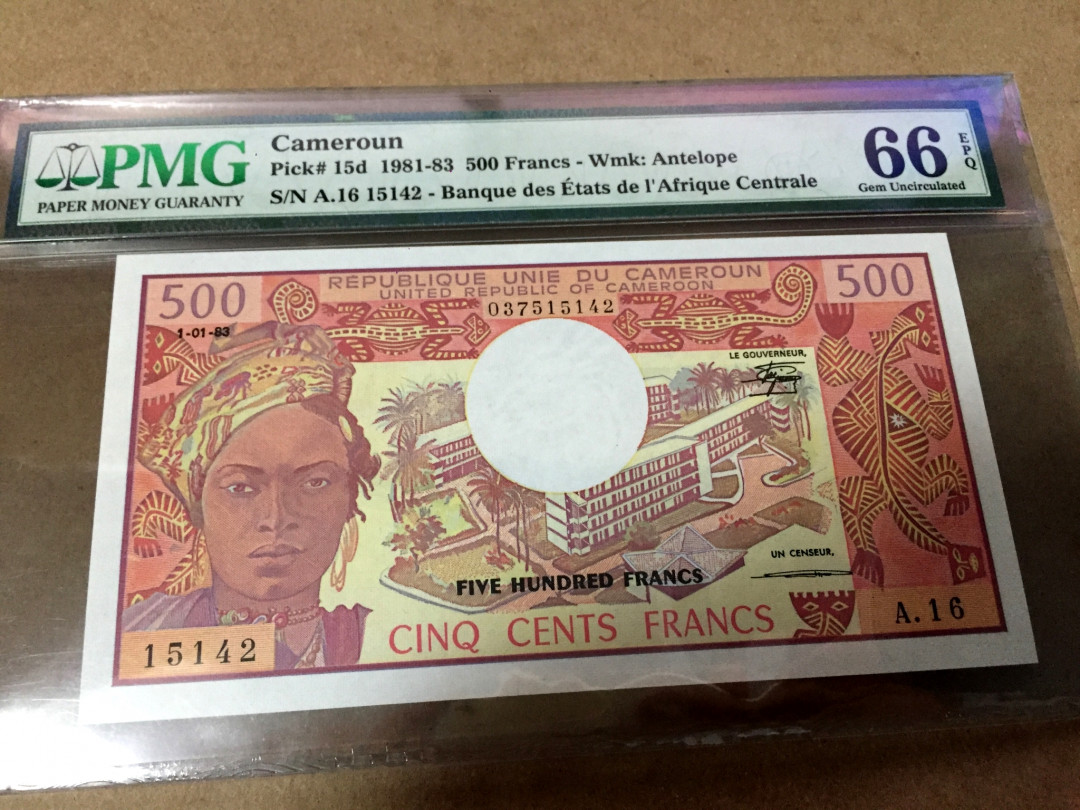 PMG
PAPER MONEY GUARANTY
Cameroun
Pick# 15d 1981-83 500 Francs - Wmk: Antelope
S/N A.16 15142 - Banque des États de l'Afrique Centrale
66 EPQ
Gem Uncirculated
500
RÉPUBLIQUE UNIE DU CAMEROUN
UNITED REPUBLIC OF CAMEROON
500
037515142
1-01-83
LE GOUVERNEUR,
UN CENSEUR,
FIVE HUNDRED FRANCS
CINQ CENTS FRANCS
A.16
15142